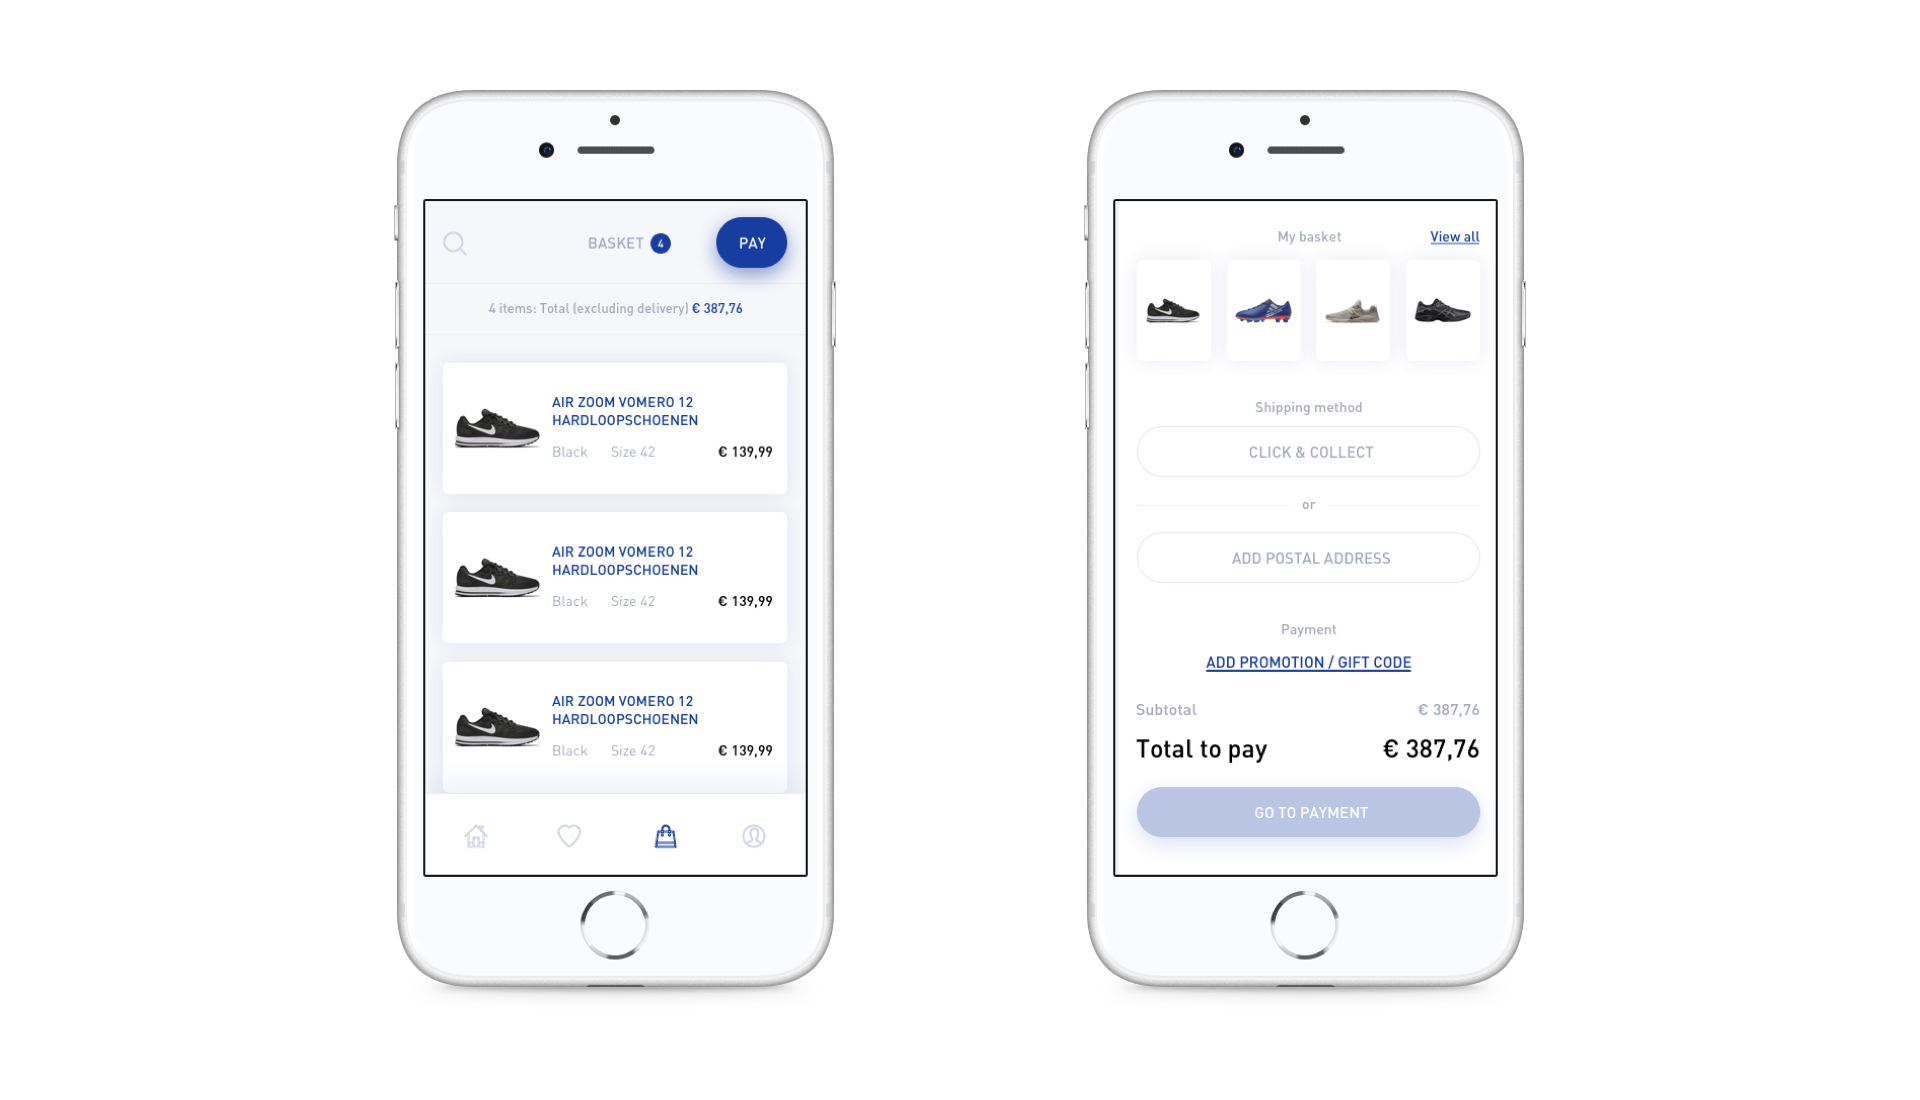 BASKET 4
PAY
4 items: Total (excluding delivery) € 387,76
AIR ZOOM VOMERO 12
HARDLOOPSCHOENEN
Black Size 42 € 139,99
AIR ZOOM VOMERO 12
HARDLOOPSCHOENEN
Black Size 42 € 139,99
AIR ZOOM VOMERO 12
HARDLOOPSCHOENEN
Black Size 42 € 139,99
My basket
View all
Shipping method
CLICK & COLLECT
or
ADD POSTAL ADDRESS
Payment
ADD PROMOTION / GIFT CODE
Subtotal € 387,76
Total to pay € 387,76
GO TO PAYMENT